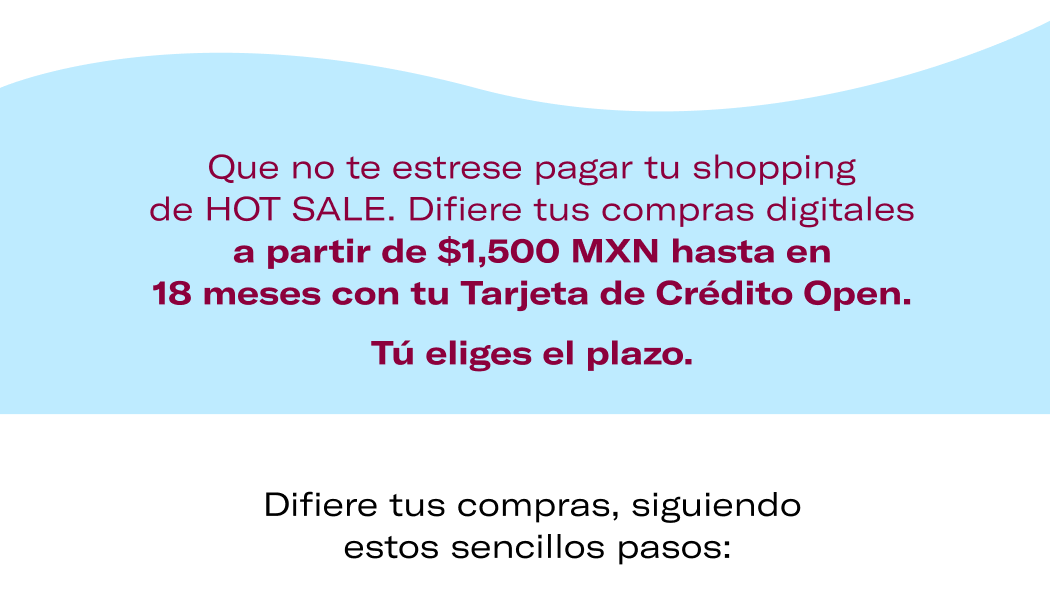 Que no te estrese pagar tu shopping
de HOT SALE. Difiere tus compras digitales
a partir de $1,500 MXN hasta en
18 meses con tu Tarjeta de Crédito Open.
Tú eliges el plazo.
Difiere tus compras, siguiendo
estos sencillos pasos: